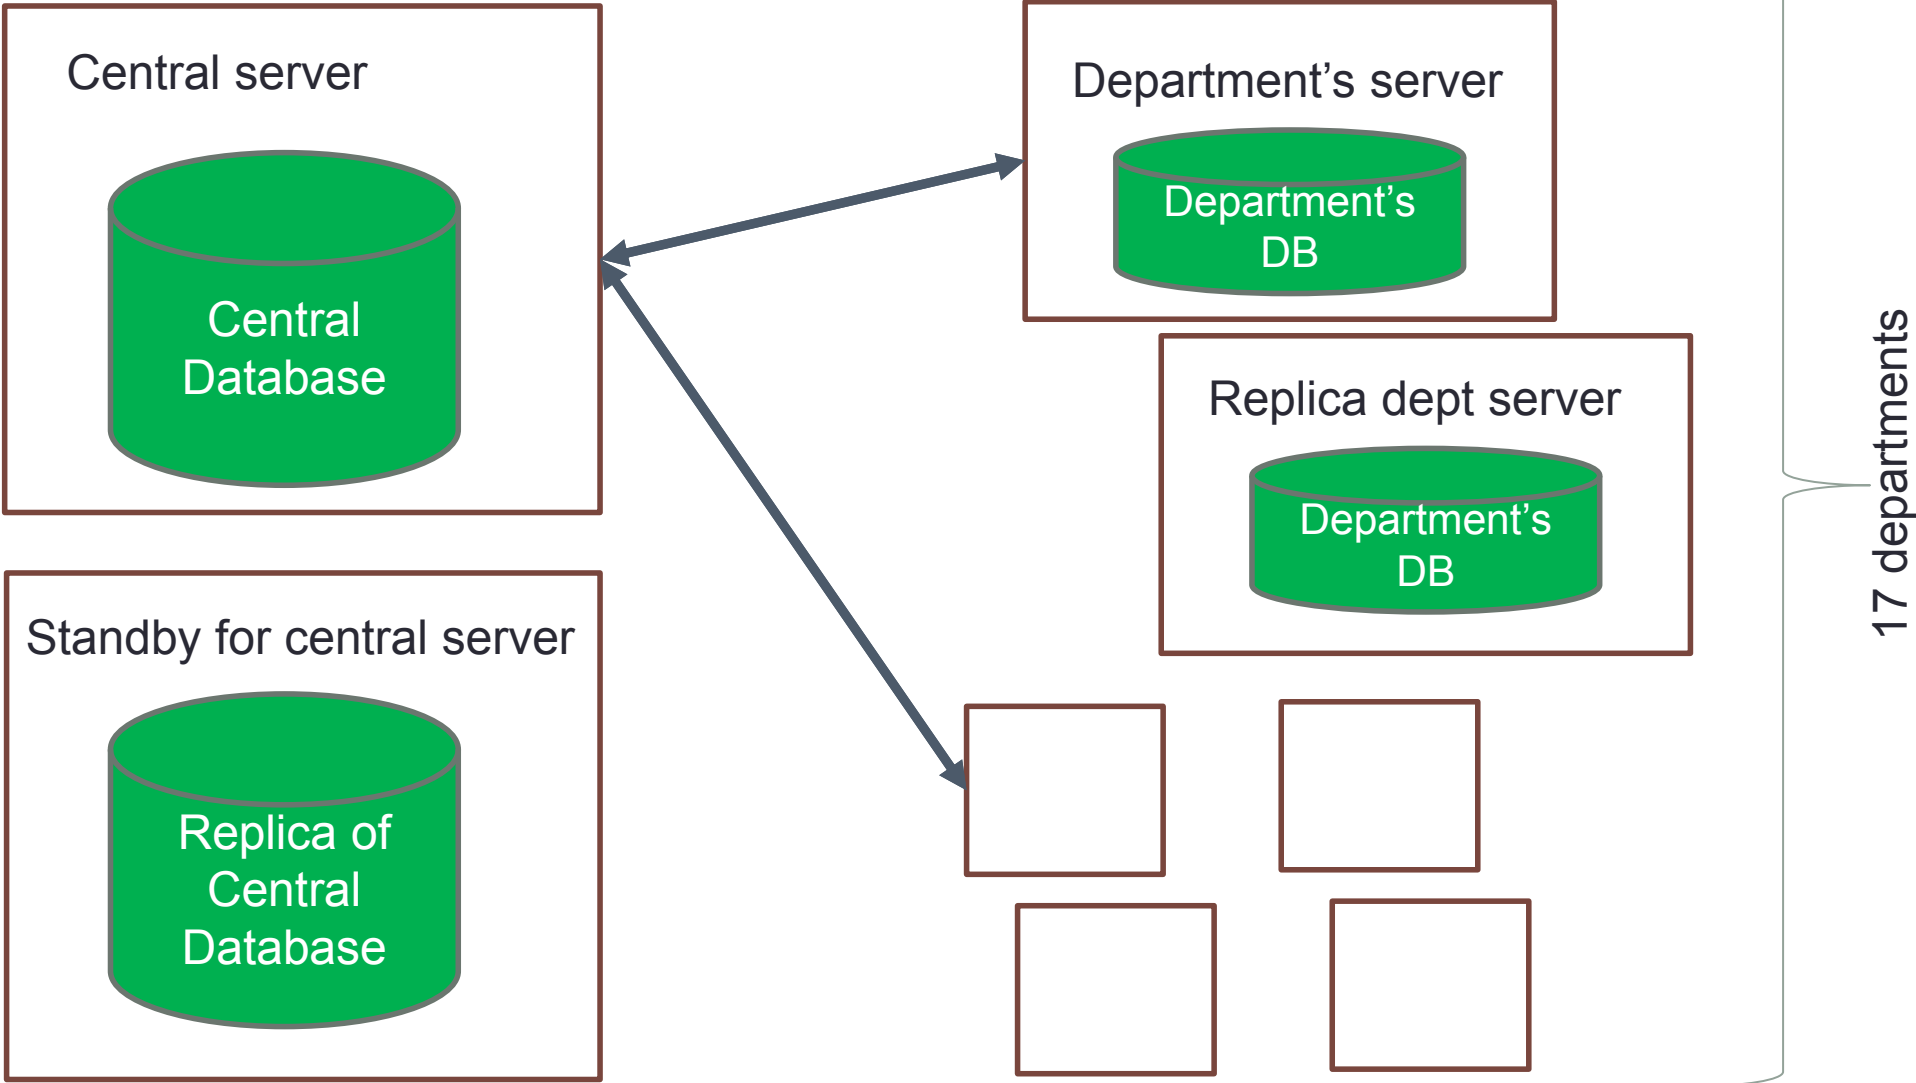 Central server
Central
Database
Standby for central server
Replica of
Central
Database
Department’s server
Department’s
DB
Replica dept server
Department’s
DB
17 departments